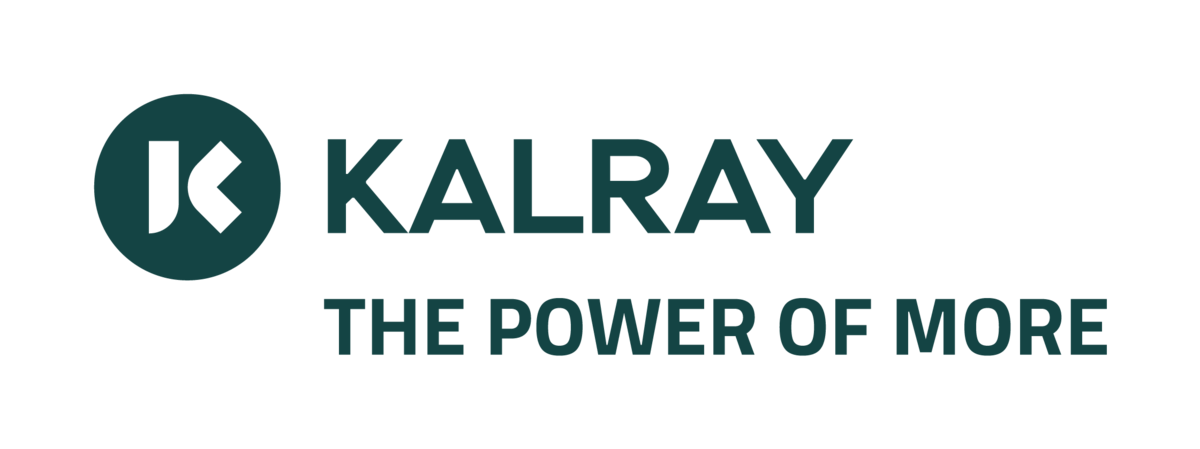 K KALRAY
THE POWER OF MORE